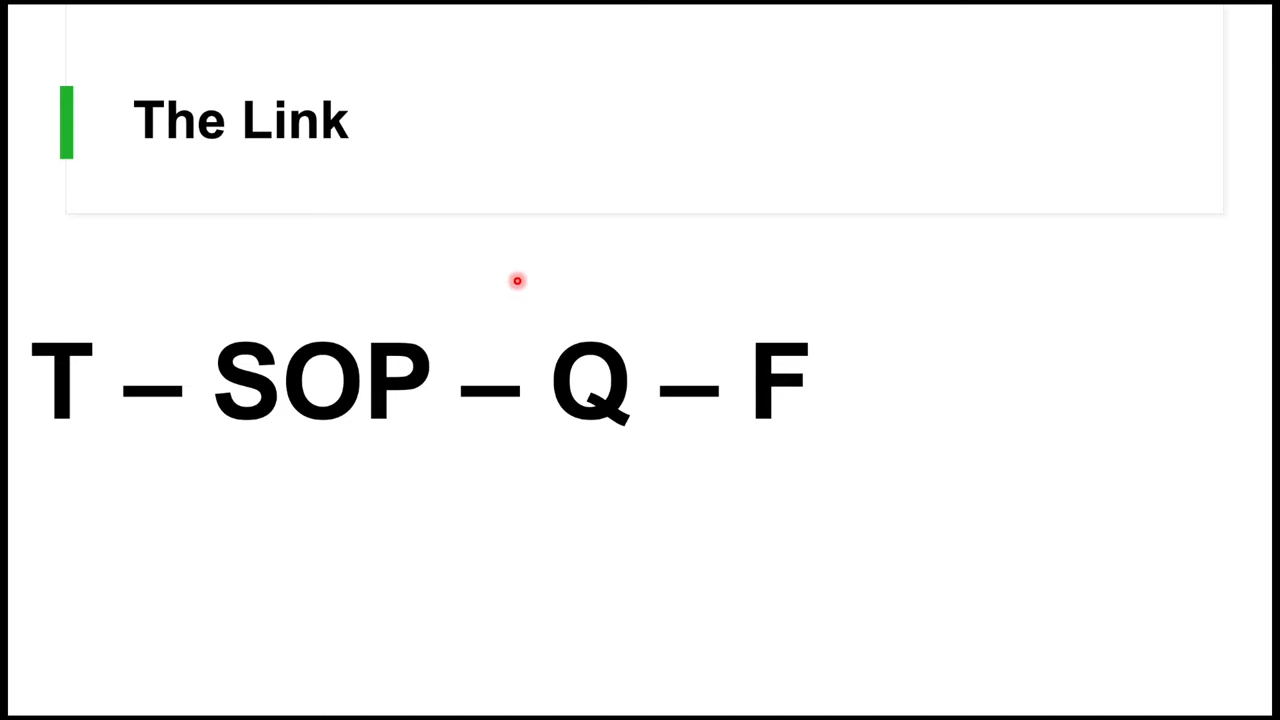 The Link
T – SOP – Q – F